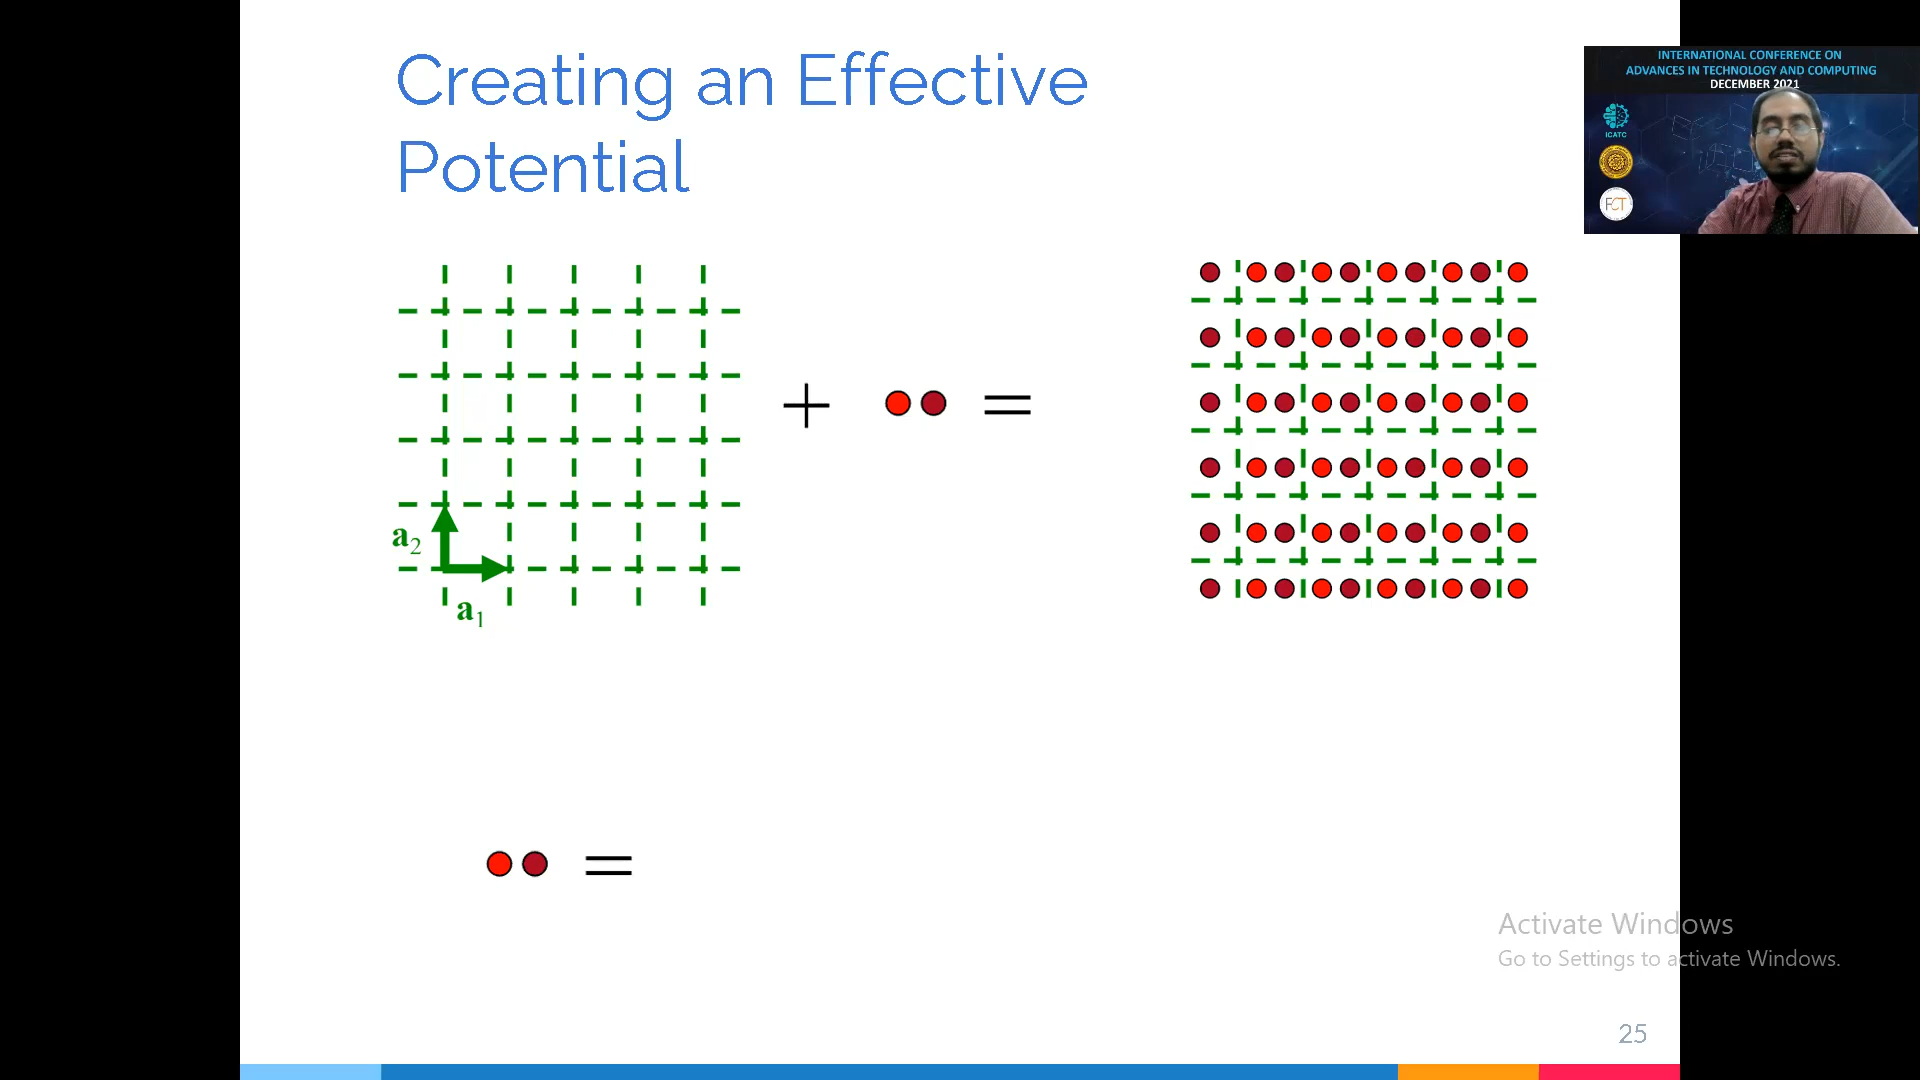 Creating an Effective
Potential
INTERNATIONAL CONFERENCE ON
ADVANCES IN TECHNOLOGY AND COMPUTING
DECEMBER 2021
ICATC
FCT
+ =
a₂
a₁
=
Activate Windows
Go to Settings to activate Windows.
25